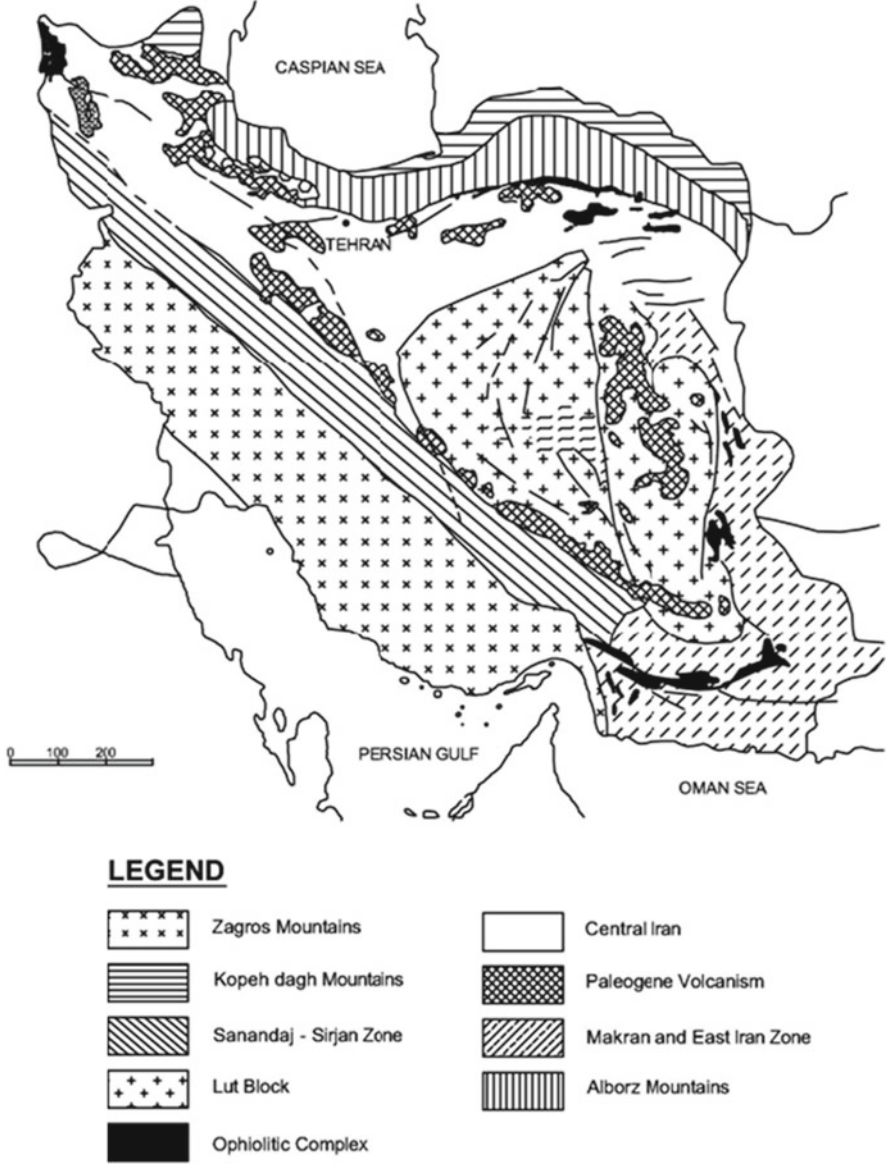 CASPIAN SEA
TEHRAN
0 100 200
PERSIAN GULF
OMAN SEA
LEGEND
Zagros Mountains
Kopeh dagh Mountains
Sanandaj - Sirjan Zone
Lut Block
Ophiolitic Complex
Central Iran
Paleogene Volcanism
Makran and East Iran Zone
Alborz Mountains